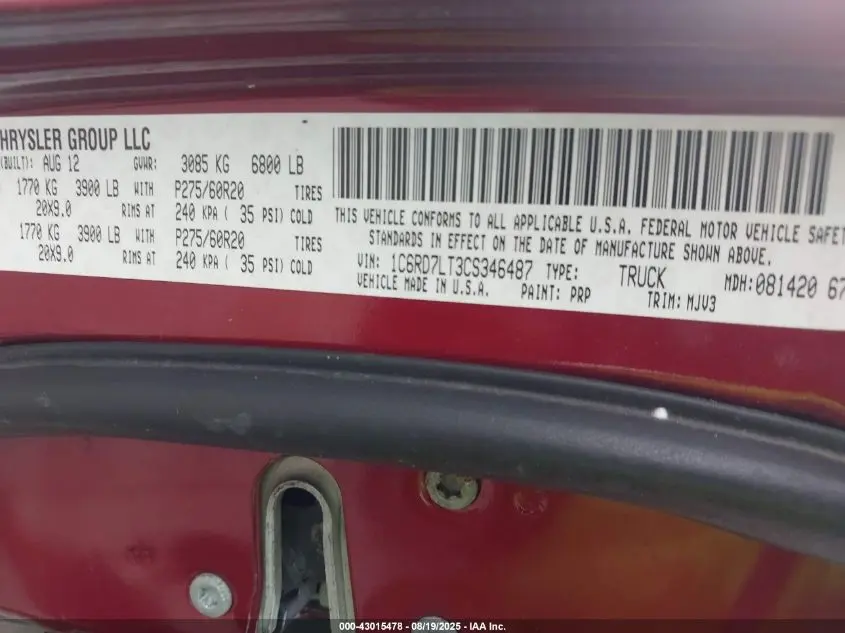 HRYSLER GROUP LLC
(BUILT): AUG 12 GVWR: 3085 KG 6800 LB
1770 KG 3900 LB WITH P275/60R20 TIRES
20X9.0 RIMS AT 240 KPA ( 35 PSI) COLD
1770 KG 3900 LB WITH P275/60R20 TIRES
20X9.0 RIMS AT 240 KPA ( 35 PSI) COLD
THIS VEHICLE CONFORMS TO ALL APPLICABLE U.S.A. FEDERAL MOTOR VEHICLE SAFET
STANDARDS IN EFFECT ON THE DATE OF MANUFACTURE SHOWN ABOVE.
VIN: 1C6RD7LT3CS346487 TYPE: TRUCK MDH:081420 67
VEHICLE MADE IN U.S.A. PAINT: PRP TRIM: MJV3
000-43015478 - 08/19/2025 - IAA Inc.